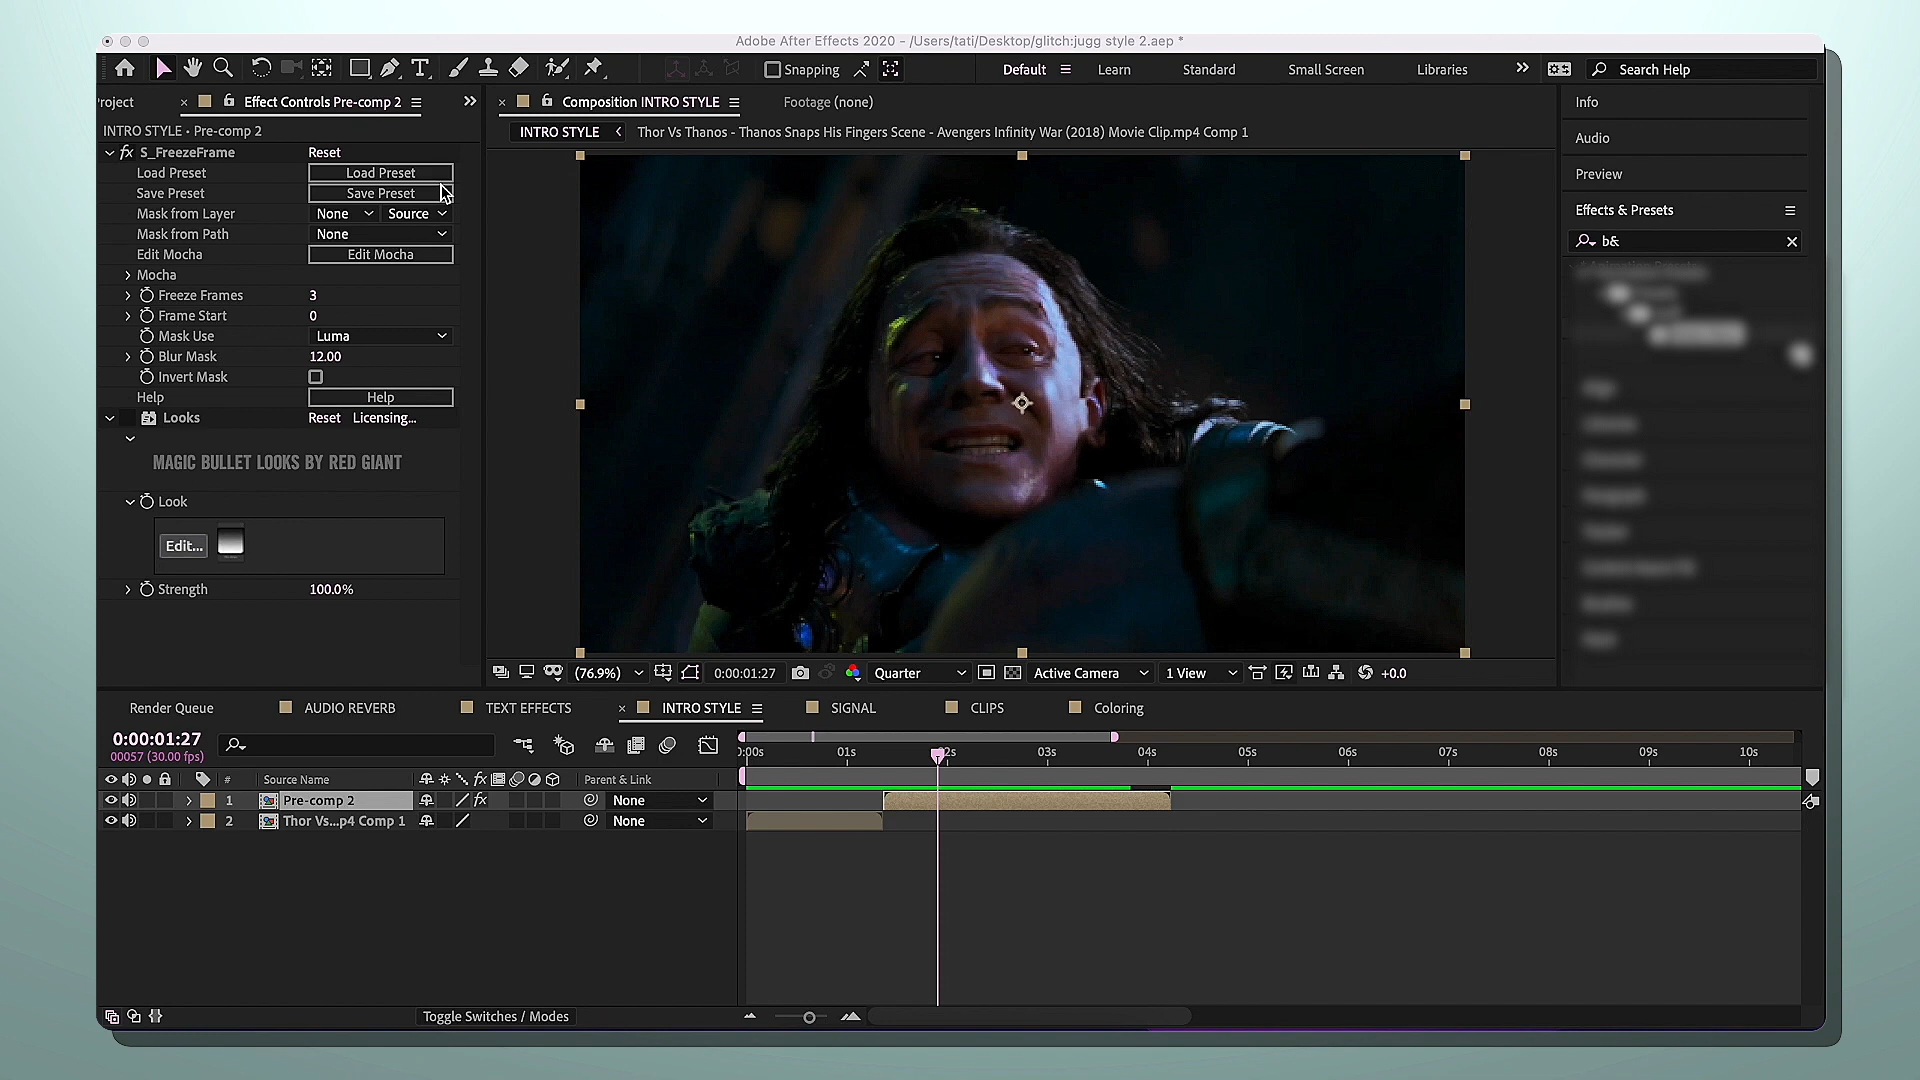 Adobe After Effects 2020 - /Users/tati/Desktop/glitch:jugg style 2.aep *
Snapping
Default
Learn
Standard
Small Screen
Libraries
Search Help
roject
Effect Controls Pre-comp 2
Composition INTRO STYLE
Footage (none)
INTRO STYLE • Pre-comp 2
INTRO STYLE
Thor Vs Thanos - Thanos Snaps His Fingers Scene - Avengers Infinity War (2018) Movie Clip.mp4 Comp 1
fx S_FreezeFrame Reset
Load Preset Load Preset
Save Preset Save Preset
Mask from Layer None Source
Mask from Path None
Edit Mocha Edit Mocha
Mocha
Freeze Frames 3
Frame Start 0
Mask Use Luma
Blur Mask 12.00
Invert Mask
Help Help
Looks Reset Licensing...
MAGIC BULLET LOOKS BY RED GIANT
Look
Edit...
Strength 100.0%
Info
Audio
Preview
Effects & Presets
b&
(76.9%) 0:00:01:27 Quarter Active Camera 1 View +0.0
Render Queue AUDIO REVERB TEXT EFFECTS INTRO STYLE SIGNAL CLIPS Coloring
0:00:01:27
00057 (30.00 fps)
0:00s 01s 2s 03s 04s 05s 06s 07s 08s 09s 10s
# Source Name fx Parent & Link
1 Pre-comp 2 fx None
2 Thor Vs...p4 Comp 1 None
Toggle Switches / Modes